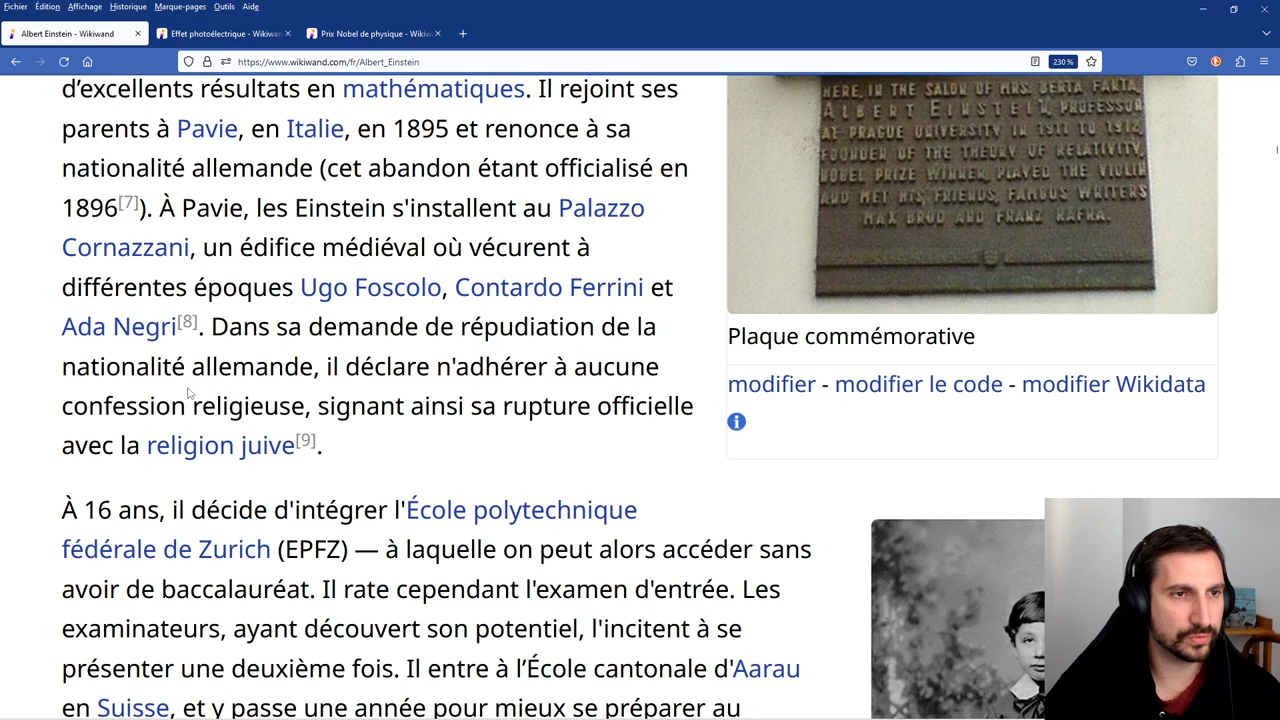 Fichier Édition Affichage Historique Marque-pages Outils Aide
Albert Einstein - Wikiwand
Effet photoélectrique - Wikiwan
Prix Nobel de physique - Wikiw
https://www.wikiwand.com/fr/Albert_Einstein
230 %
d’excellents résultats en mathématiques. Il rejoint ses
parents à Pavie, en Italie, en 1895 et renonce à sa
nationalité allemande (cet abandon étant officialisé en
1896[7]). À Pavie, les Einstein s'installent au Palazzo
Cornazzani, un édifice médiéval où vécurent à
différentes époques Ugo Foscolo, Contardo Ferrini et
Ada Negri[8]. Dans sa demande de répudiation de la
nationalité allemande, il déclare n'adhérer à aucune
confession religieuse, signant ainsi sa rupture officielle
avec la religion juive[9].
À 16 ans, il décide d'intégrer l'École polytechnique
fédérale de Zurich (EPFZ) — à laquelle on peut alors accéder sans
avoir de baccalauréat. Il rate cependant l'examen d'entrée. Les
examinateurs, ayant découvert son potentiel, l'incitent à se
présenter une deuxième fois. Il entre à l’École cantonale d'Aarau
en Suisse, et y passe une année pour mieux se préparer au
HERE, IN THE SALON OF MRS. BERTA FANTA,
ALBERT EINSTEIN, PROFESSOR
AT PRAGUE UNIVERSITY IN 1911 TO 1912,
FOUNDER OF THE THEORY OF RELATIVITY,
NOBEL PRIZE WINNER, PLAYED THE VIOLIN
AND MET HIS FRIENDS, FAMOUS WRITERS
MAX BROD AND FRANZ KAFKA.
Plaque commémorative
modifier - modifier le code - modifier Wikidata